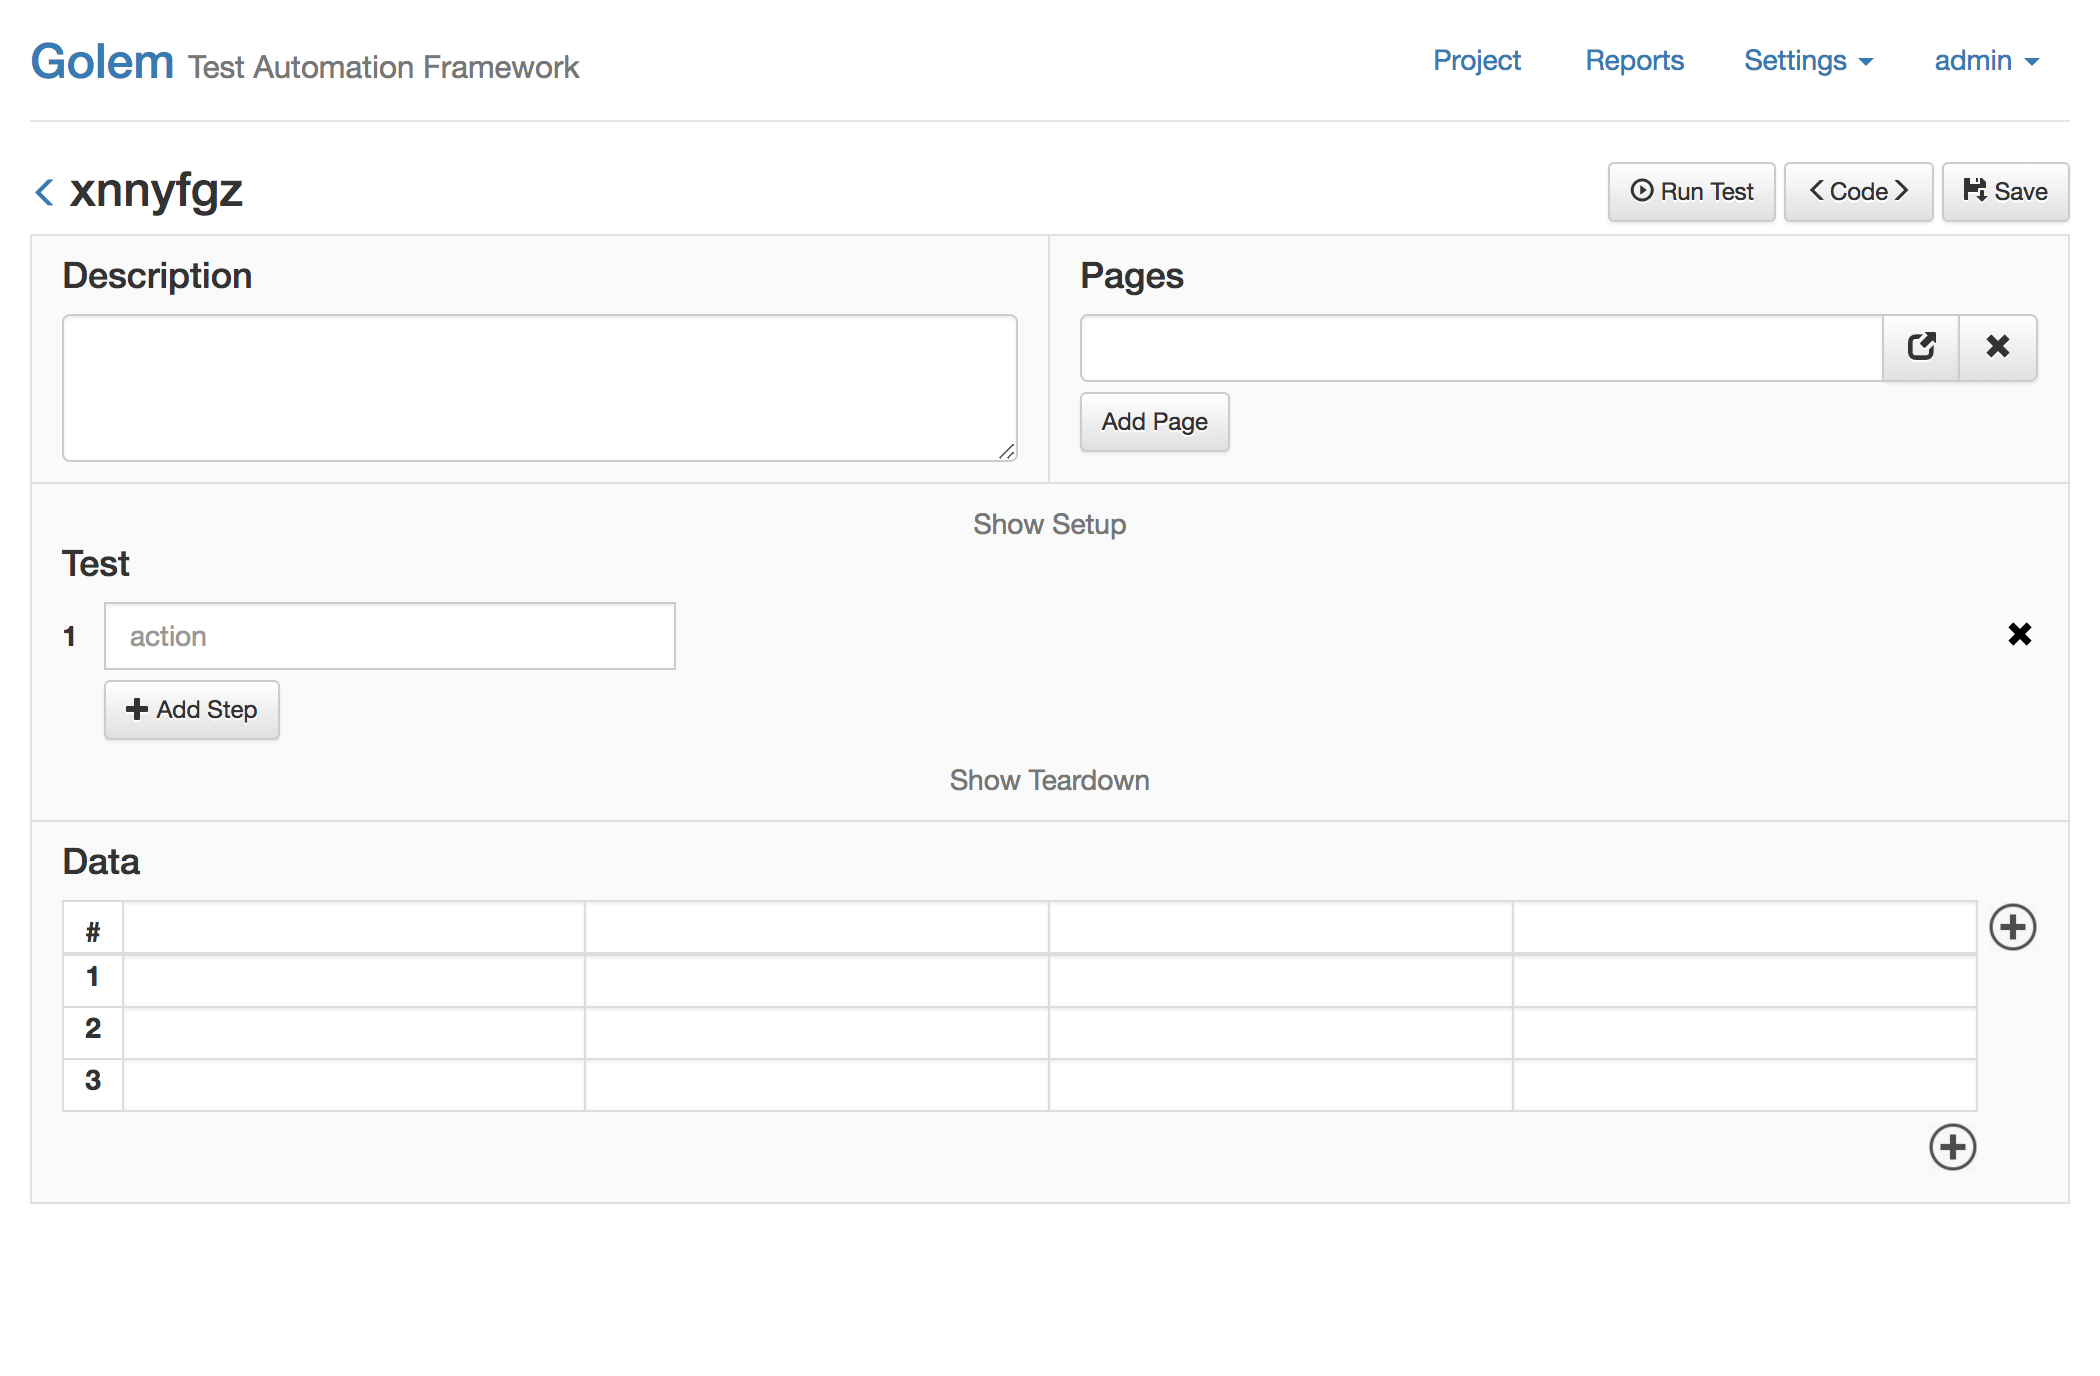 Golem Test Automation Framework Project Reports Settings admin
xnnyfgz Run Test <Code> Save
Description Pages
Add Page
Show Setup
Test
1 action
Add Step
Show Teardown
Data
#
1
2
3